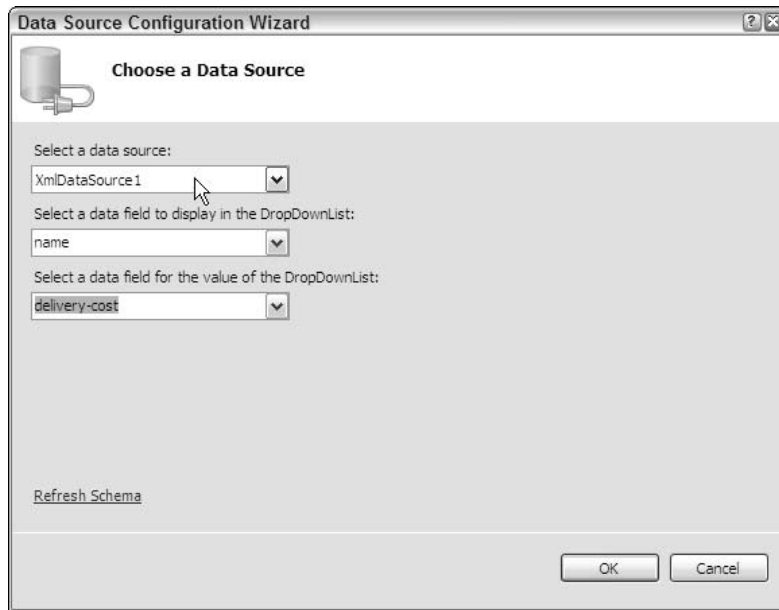 Data Source Configuration Wizard
Choose a Data Source
Select a data source:
XmlDataSource1
Select a data field to display in the DropDownList:
name
Select a data field for the value of the DropDownList:
delivery-cost
Refresh Schema
OK Cancel